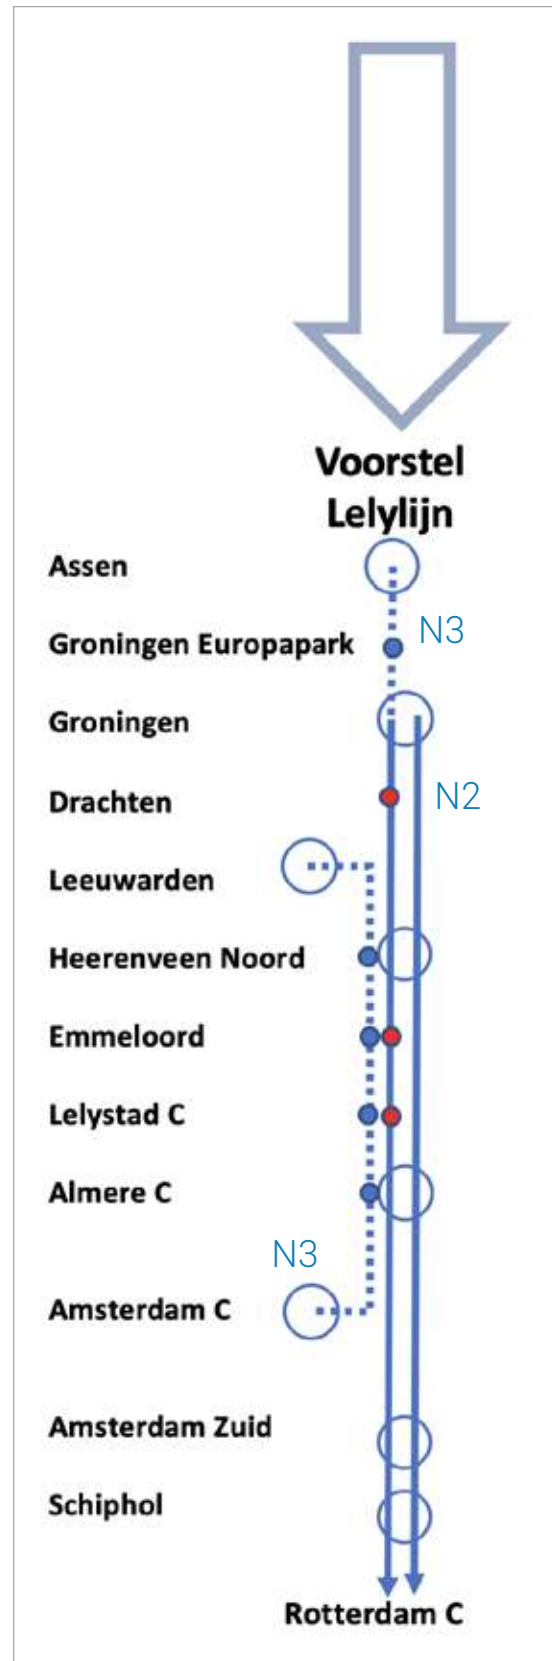 Voorstel
Lelylijn
Assen
Groningen Europapark
N3
Groningen
Drachten
N2
Leeuwarden
Heerenveen Noord
Emmeloord
Lelystad C
Almere C
N3
Amsterdam C
Amsterdam Zuid
Schiphol
Rotterdam C